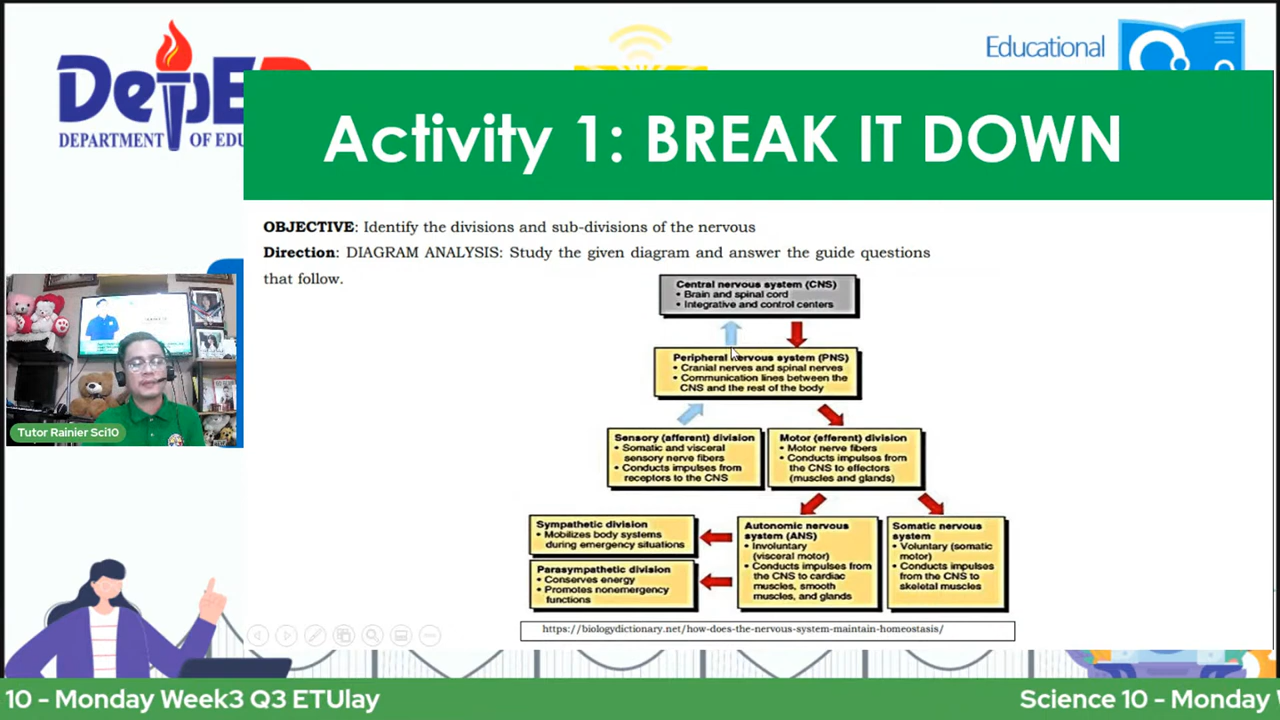 DepED
DEPARTMENT OF EDU
Educational
Activity 1: BREAK IT DOWN
OBJECTIVE: Identify the divisions and sub-divisions of the nervous
Direction: DIAGRAM ANALYSIS: Study the given diagram and answer the guide questions
that follow.
Central nervous system (CNS)
• Brain and spinal cord
• Integrative and control centers
Peripheral nervous system (PNS)
• Cranial nerves and spinal nerves
• Communication lines between the
CNS and the rest of the body
Sensory (afferent) division
• Somatic and visceral
sensory nerve fibers
• Conducts impulses from
receptors to the CNS
Motor (efferent) division
• Motor nerve fibers
• Conducts impulses from
the CNS to effectors
(muscles and glands)
Sympathetic division
• Mobilizes body systems
during emergency situations
Parasympathetic division
• Conserves energy
• Promotes nonemergency
functions
Autonomic nervous
system (ANS)
• Involuntary
(visceral motor)
• Conducts impulses from
the CNS to cardiac
muscles, smooth
muscles, and glands
Somatic nervous
system
• Voluntary (somatic
motor)
• Conducts impulses
from the CNS to
skeletal muscles
https://biologydictionary.net/how-does-the-nervous-system-maintain-homeostasis/
Tutor Rainier Sci10
10 - Monday Week3 Q3 ETUlay
Science 10 - Monday